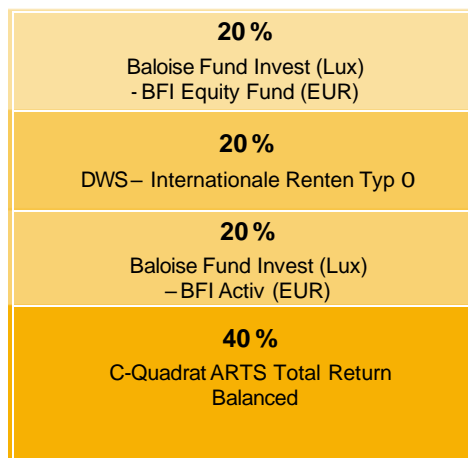 20 %
Baloise Fund Invest (Lux)
- BFI Equity Fund (EUR)
20 %
DWS – Internationale Renten Typ O
20 %
Baloise Fund Invest (Lux)
– BFI Activ (EUR)
40 %
C-Quadrat ARTS Total Return
Balanced